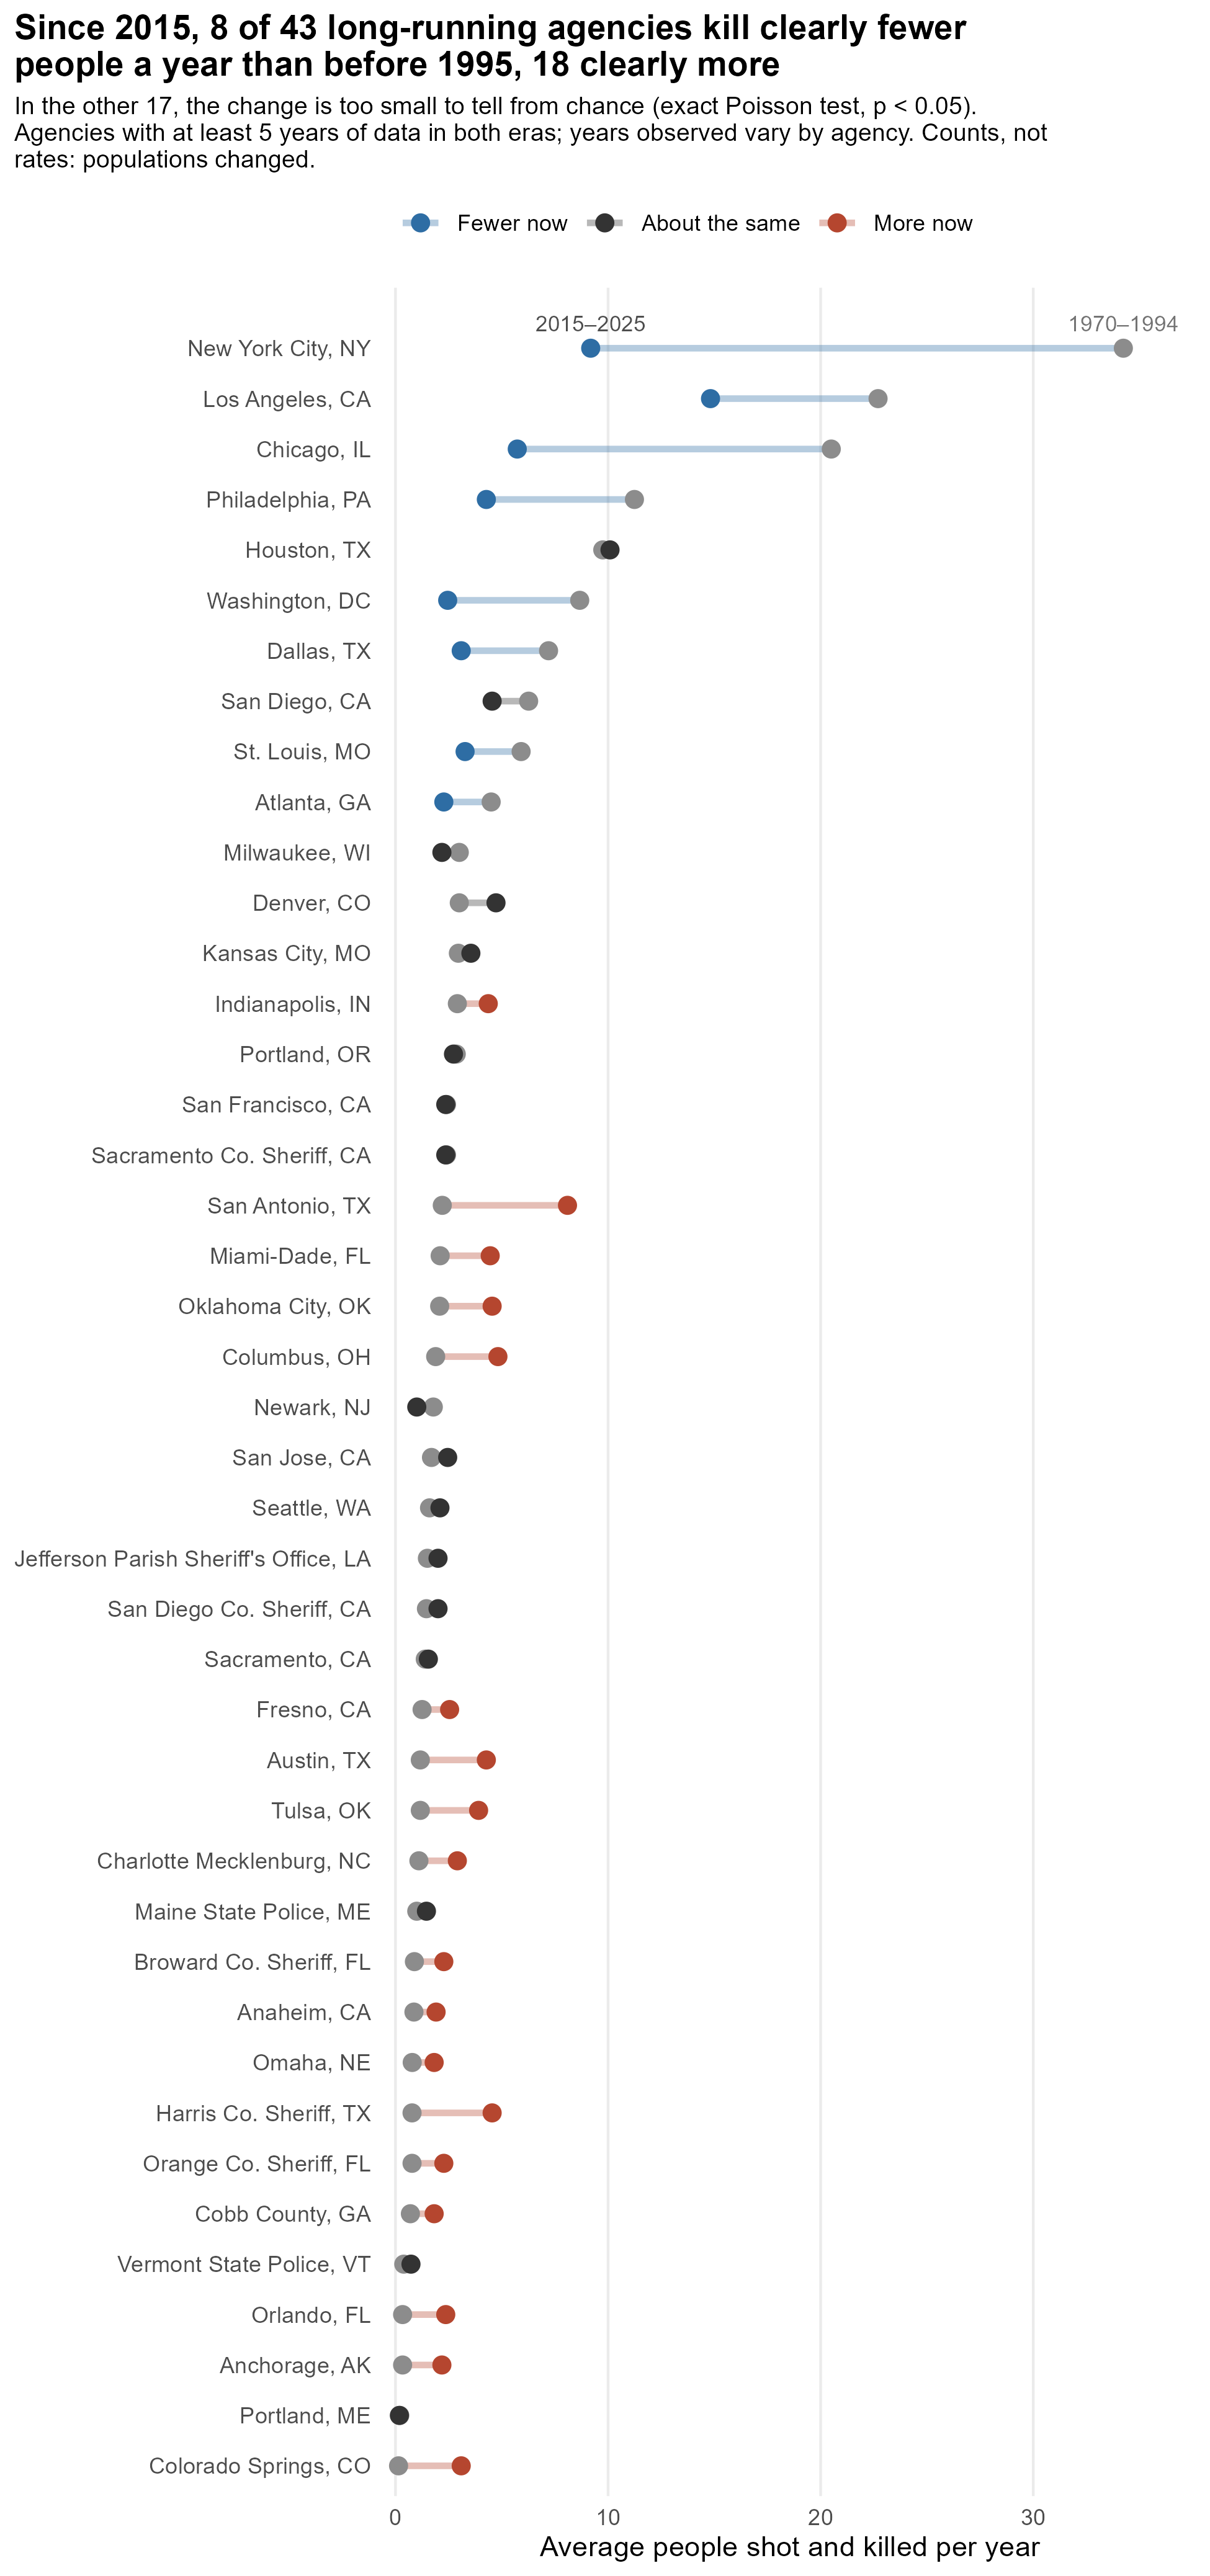 Since 2015, 8 of 43 long-running agencies kill clearly fewer
people a year than before 1995, 18 clearly more
In the other 17, the change is too small to tell from chance (exact Poisson test, p < 0.05).
Agencies with at least 5 years of data in both eras; years observed vary by agency. Counts, not
rates: populations changed.
Fewer now About the same More now
2015–2025 1970–1994
New York City, NY
Los Angeles, CA
Chicago, IL
Philadelphia, PA
Houston, TX
Washington, DC
Dallas, TX
San Diego, CA
St. Louis, MO
Atlanta, GA
Milwaukee, WI
Denver, CO
Kansas City, MO
Indianapolis, IN
Portland, OR
San Francisco, CA
Sacramento Co. Sheriff, CA
San Antonio, TX
Miami-Dade, FL
Oklahoma City, OK
Columbus, OH
Newark, NJ
San Jose, CA
Seattle, WA
Jefferson Parish Sheriff's Office, LA
San Diego Co. Sheriff, CA
Sacramento, CA
Fresno, CA
Austin, TX
Tulsa, OK
Charlotte Mecklenburg, NC
Maine State Police, ME
Broward Co. Sheriff, FL
Anaheim, CA
Omaha, NE
Harris Co. Sheriff, TX
Orange Co. Sheriff, FL
Cobb County, GA
Vermont State Police, VT
Orlando, FL
Anchorage, AK
Portland, ME
Colorado Springs, CO
0 10 20 30
Average people shot and killed per year